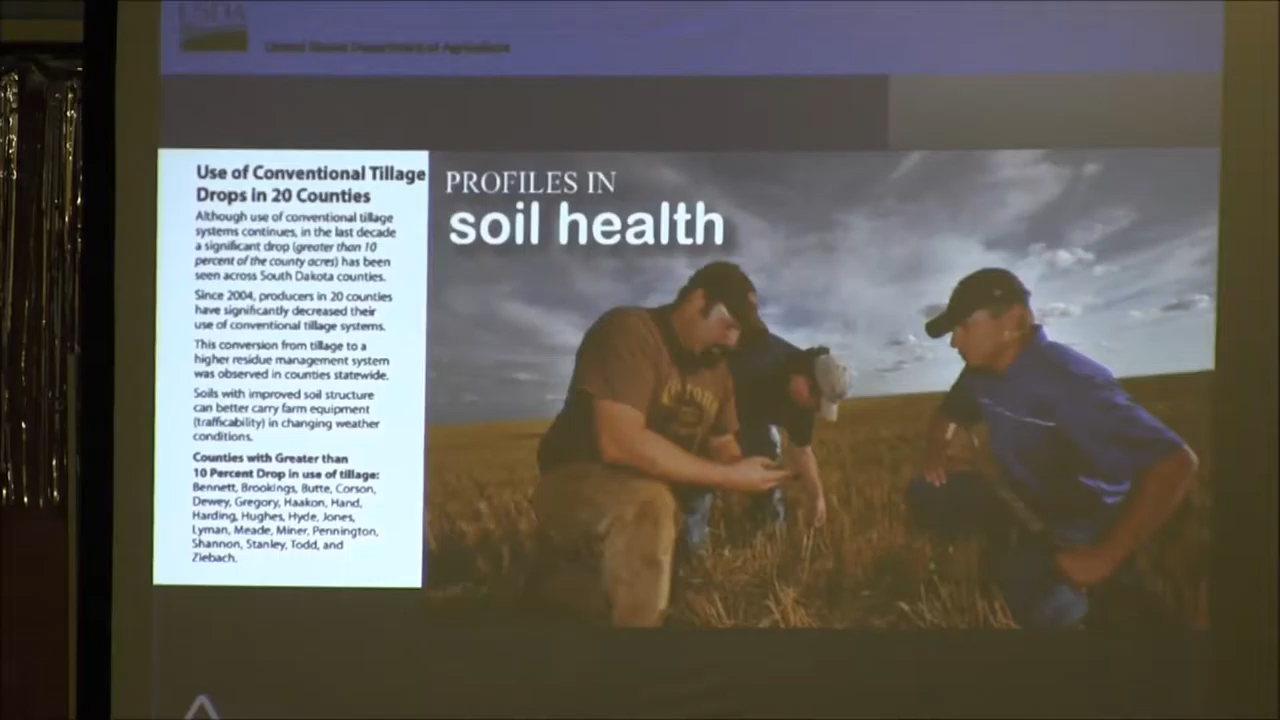 USDA
United States Department of Agriculture
Use of Conventional Tillage
Drops in 20 Counties
Although use of conventional tillage
systems continues, in the last decade
a significant drop (greater than 10
percent of the county acres) has been
seen across South Dakota counties.
Since 2004, producers in 20 counties
have significantly decreased their
use of conventional tillage systems.
This conversion from tillage to a
higher residue management system
was observed in counties statewide.
Soils with improved soil structure
can better carry farm equipment
(trafficability) in changing weather
conditions.
Counties with Greater than
10 Percent Drop in use of tillage:
Bennett, Brookings, Butte, Corson,
Dewey, Gregory, Haakon, Hand,
Harding, Hughes, Hyde, Jones,
Lyman, Meade, Miner, Pennington,
Shannon, Stanley, Todd, and
Ziebach.
PROFILES IN
soil health